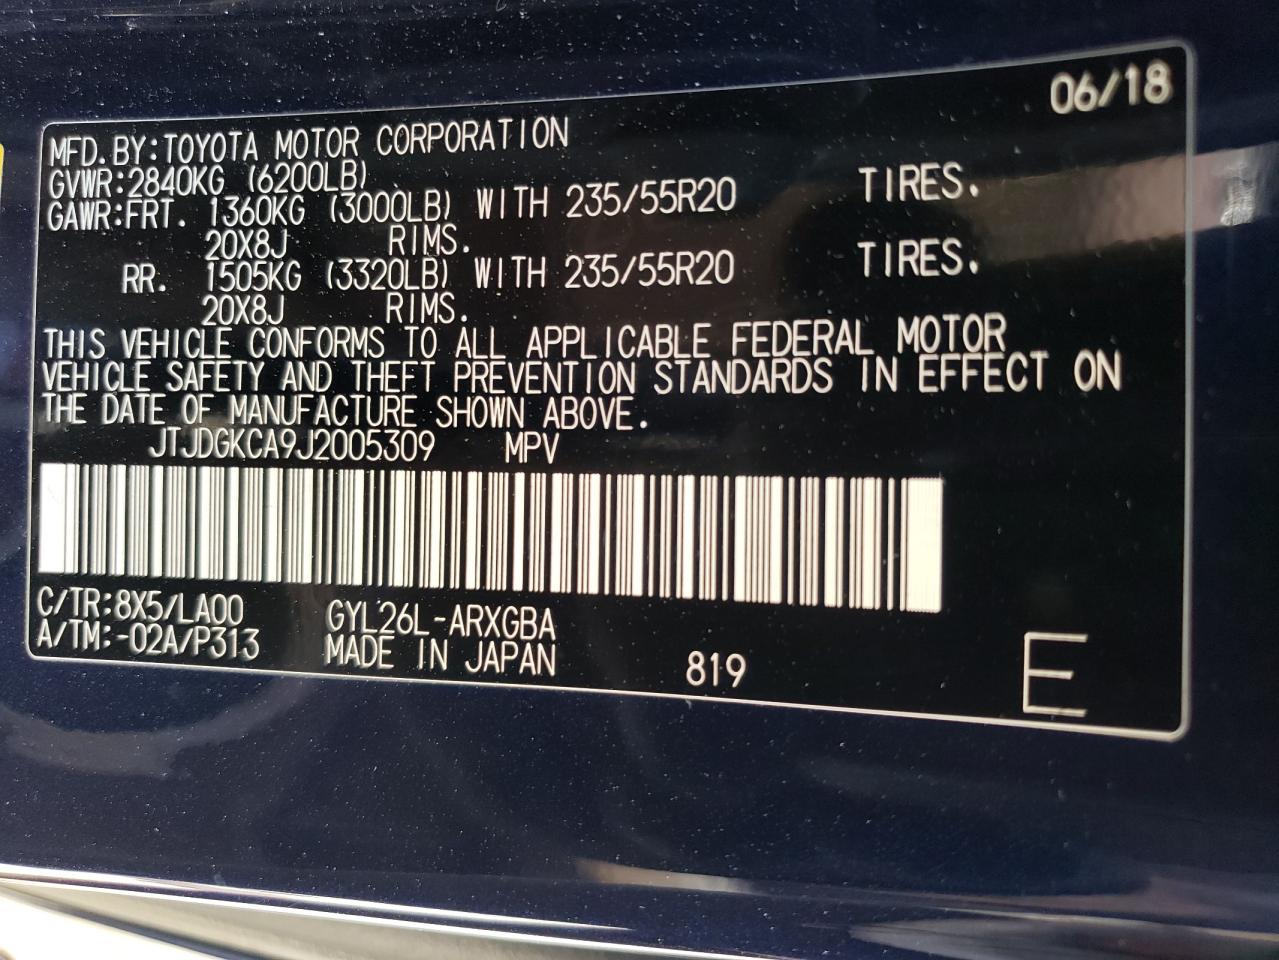 06/18
MFD.BY:TOYOTA MOTOR CORPORATION
GVWR:2840KG (6200LB)
GAWR:FRT. 1360KG (3000LB) WITH 235/55R20 TIRES.
20X8J RIMS.
RR. 1505KG (3320LB) WITH 235/55R20 TIRES.
20X8J RIMS.
THIS VEHICLE CONFORMS TO ALL APPLICABLE FEDERAL MOTOR
VEHICLE SAFETY AND THEFT PREVENTION STANDARDS IN EFFECT ON
THE DATE OF MANUFACTURE SHOWN ABOVE.
JTJDGKCA9J2005309 MPV
C/TR:8X5/LA00 GYL26L-ARXGBA
A/TM:-02A/P313 MADE IN JAPAN 819 E